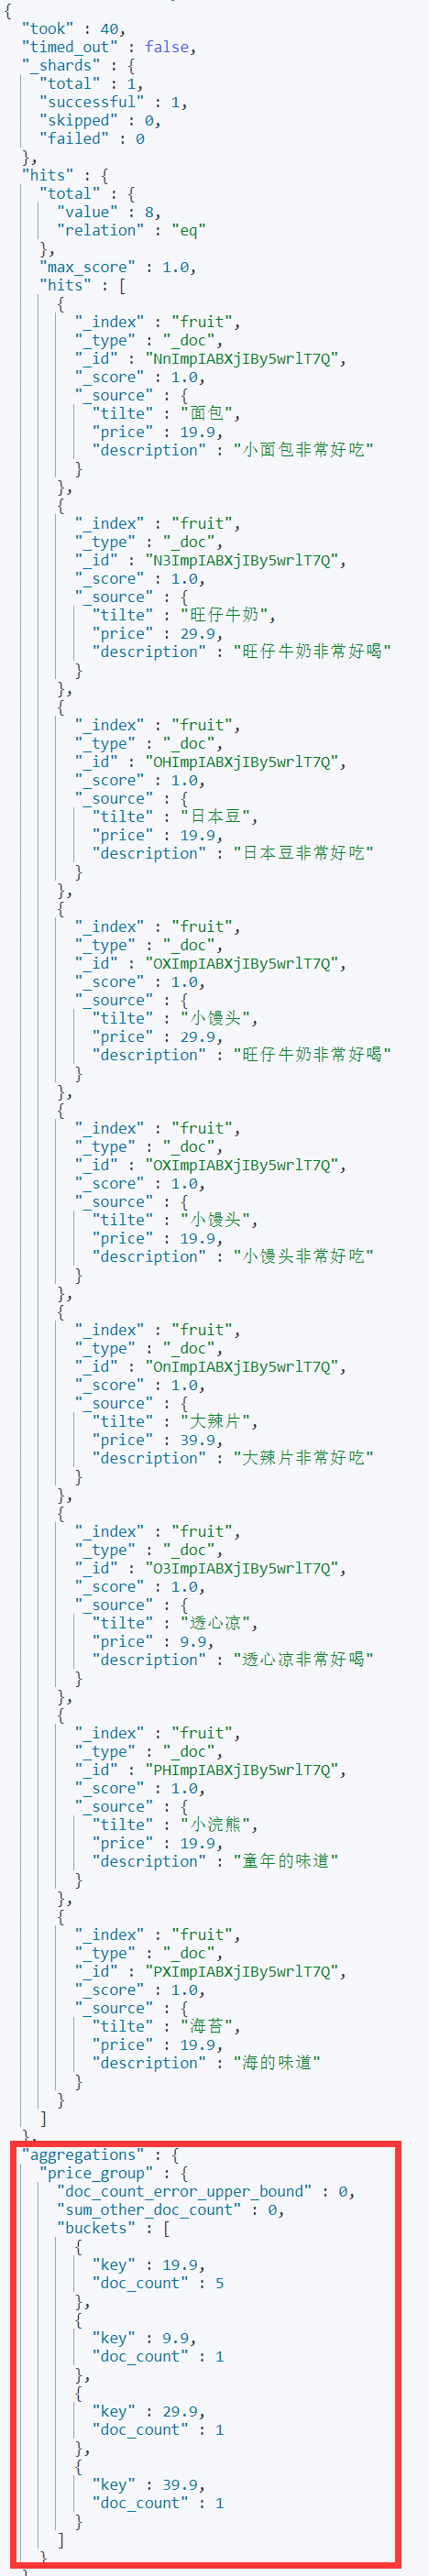 {
  "took" : 40,
  "timed_out" : false,
  "_shards" : {
    "total" : 1,
    "successful" : 1,
    "skipped" : 0,
    "failed" : 0
  },
  "hits" : {
    "total" : {
      "value" : 8,
      "relation" : "eq"
    },
    "max_score" : 1.0,
    "hits" : [
      {
        "_index" : "fruit",
        "_type" : "_doc",
        "_id" : "NnImpIABXjIBy5wrlT7Q",
        "_score" : 1.0,
        "_source" : {
          "tilte" : "面包",
          "price" : 19.9,
          "description" : "小面包非常好吃"
        }
      },
      {
        "_index" : "fruit",
        "_type" : "_doc",
        "_id" : "N3ImpIABXjIBy5wrlT7Q",
        "_score" : 1.0,
        "_source" : {
          "tilte" : "旺仔牛奶",
          "price" : 29.9,
          "description" : "旺仔牛奶非常好喝"
        }
      },
      {
        "_index" : "fruit",
        "_type" : "_doc",
        "_id" : "OHImpIABXjIBy5wrlT7Q",
        "_score" : 1.0,
        "_source" : {
          "tilte" : "日本豆",
          "price" : 19.9,
          "description" : "日本豆非常好吃"
        }
      },
      {
        "_index" : "fruit",
        "_type" : "_doc",
        "_id" : "OXImpIABXjIBy5wrlT7Q",
        "_score" : 1.0,
        "_source" : {
          "tilte" : "小馒头",
          "price" : 29.9,
          "description" : "旺仔牛奶非常好喝"
        }
      },
      {
        "_index" : "fruit",
        "_type" : "_doc",
        "_id" : "OXImpIABXjIBy5wrlT7Q",
        "_score" : 1.0,
        "_source" : {
          "tilte" : "小馒头",
          "price" : 19.9,
          "description" : "小馒头非常好吃"
        }
      },
      {
        "_index" : "fruit",
        "_type" : "_doc",
        "_id" : "OnImpIABXjIBy5wrlT7Q",
        "_score" : 1.0,
        "_source" : {
          "tilte" : "大辣片",
          "price" : 39.9,
          "description" : "大辣片非常好吃"
        }
      },
      {
        "_index" : "fruit",
        "_type" : "_doc",
        "_id" : "O3ImpIABXjIBy5wrlT7Q",
        "_score" : 1.0,
        "_source" : {
          "tilte" : "透心凉",
          "price" : 9.9,
          "description" : "透心凉非常好喝"
        }
      },
      {
        "_index" : "fruit",
        "_type" : "_doc",
        "_id" : "PHImpIABXjIBy5wrlT7Q",
        "_score" : 1.0,
        "_source" : {
          "tilte" : "小浣熊",
          "price" : 19.9,
          "description" : "童年的味道"
        }
      },
      {
        "_index" : "fruit",
        "_type" : "_doc",
        "_id" : "PXImpIABXjIBy5wrlT7Q",
        "_score" : 1.0,
        "_source" : {
          "tilte" : "海苔",
          "price" : 19.9,
          "description" : "海的味道"
        }
      }
    ]
  },
  "aggregations" : {
    "price_group" : {
      "doc_count_error_upper_bound" : 0,
      "sum_other_doc_count" : 0,
      "buckets" : [
        {
          "key" : 19.9,
          "doc_count" : 5
        },
        {
          "key" : 9.9,
          "doc_count" : 1
        },
        {
          "key" : 29.9,
          "doc_count" : 1
        },
        {
          "key" : 39.9,
          "doc_count" : 1
        }
      ]
    }
  }